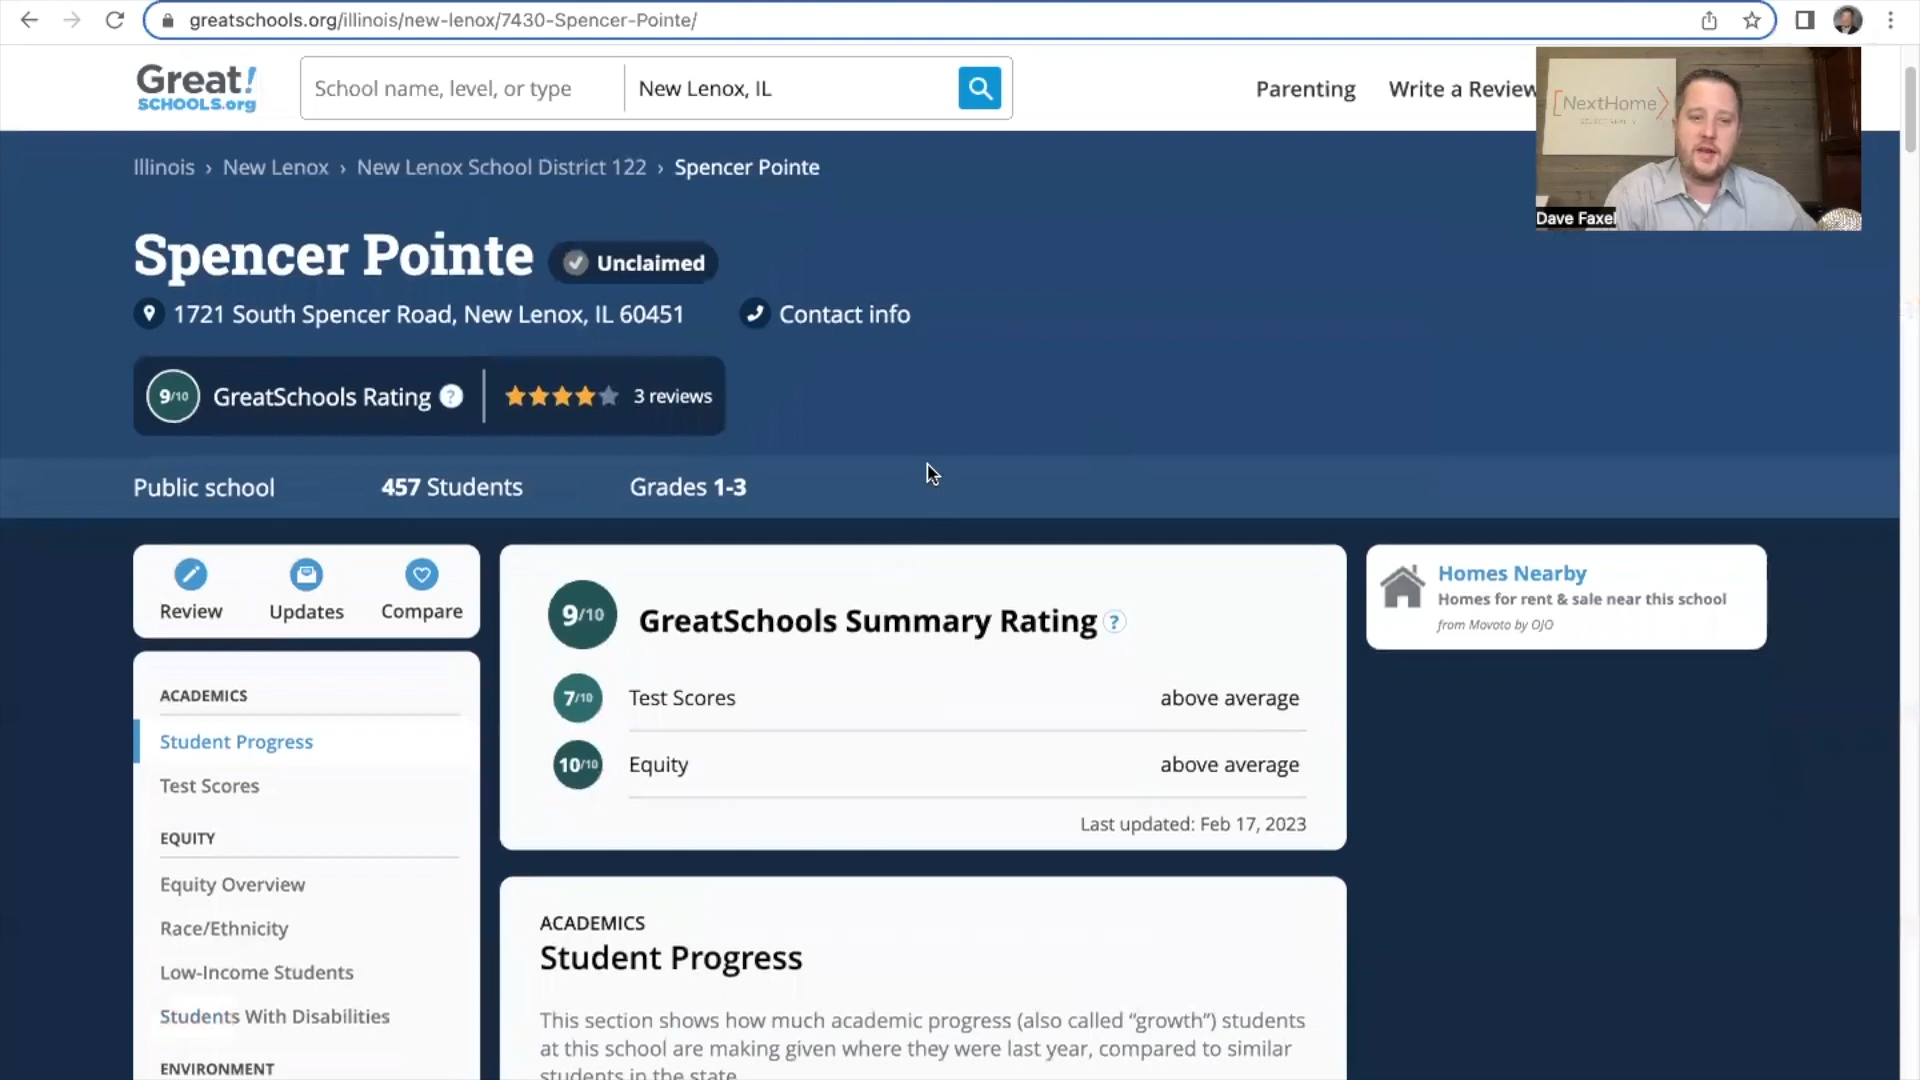 greatschools.org/illinois/new-lenox/7430-Spencer-Pointe/
Great!
SCHOOLS.org
School name, level, or type
New Lenox, IL
Parenting
Write a Review
[NextHome>
Dave Faxel
Illinois › New Lenox › New Lenox School District 122 › Spencer Pointe
Spencer Pointe
Unclaimed
1721 South Spencer Road, New Lenox, IL 60451
Contact info
9/10 GreatSchools Rating ?
3 reviews
Public school
457 Students
Grades 1-3
Review
Updates
Compare
ACADEMICS
Student Progress
Test Scores
EQUITY
Equity Overview
Race/Ethnicity
Low-Income Students
Students With Disabilities
ENVIRONMENT
9/10 GreatSchools Summary Rating ?
7/10 Test Scores above average
10/10 Equity above average
Last updated: Feb 17, 2023
ACADEMICS
Student Progress
This section shows how much academic progress (also called “growth”) students
at this school are making given where they were last year, compared to similar
students in the state.
Homes Nearby
Homes for rent & sale near this school
from Movoto by OJO